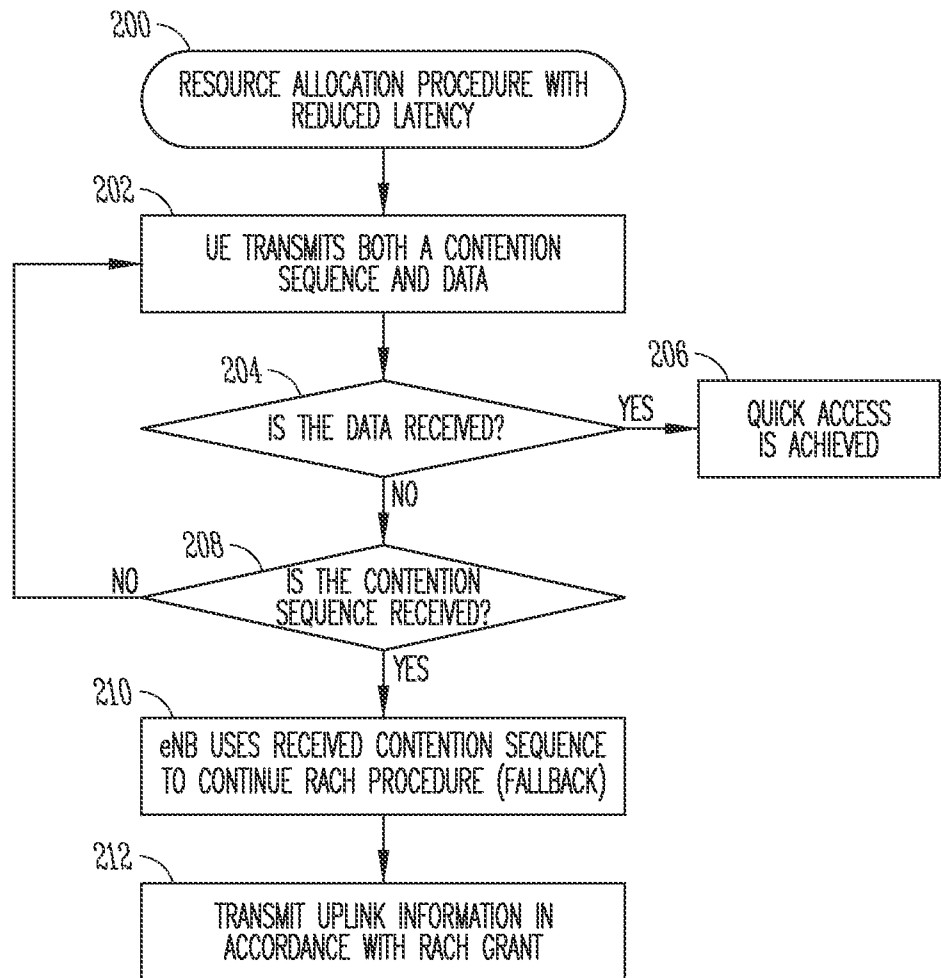 200
RESOURCE ALLOCATION PROCEDURE WITH
REDUCED LATENCY
202
UE TRANSMITS BOTH A CONTENTION
SEQUENCE AND DATA
204
IS THE DATA RECEIVED?
YES
206
QUICK ACCESS
IS ACHIEVED
NO
208
IS THE CONTENTION
SEQUENCE RECEIVED?
NO
YES
210
eNB USES RECEIVED CONTENTION SEQUENCE
TO CONTINUE RACH PROCEDURE (FALLBACK)
212
TRANSMIT UPLINK INFORMATION IN
ACCORDANCE WITH RACH GRANT